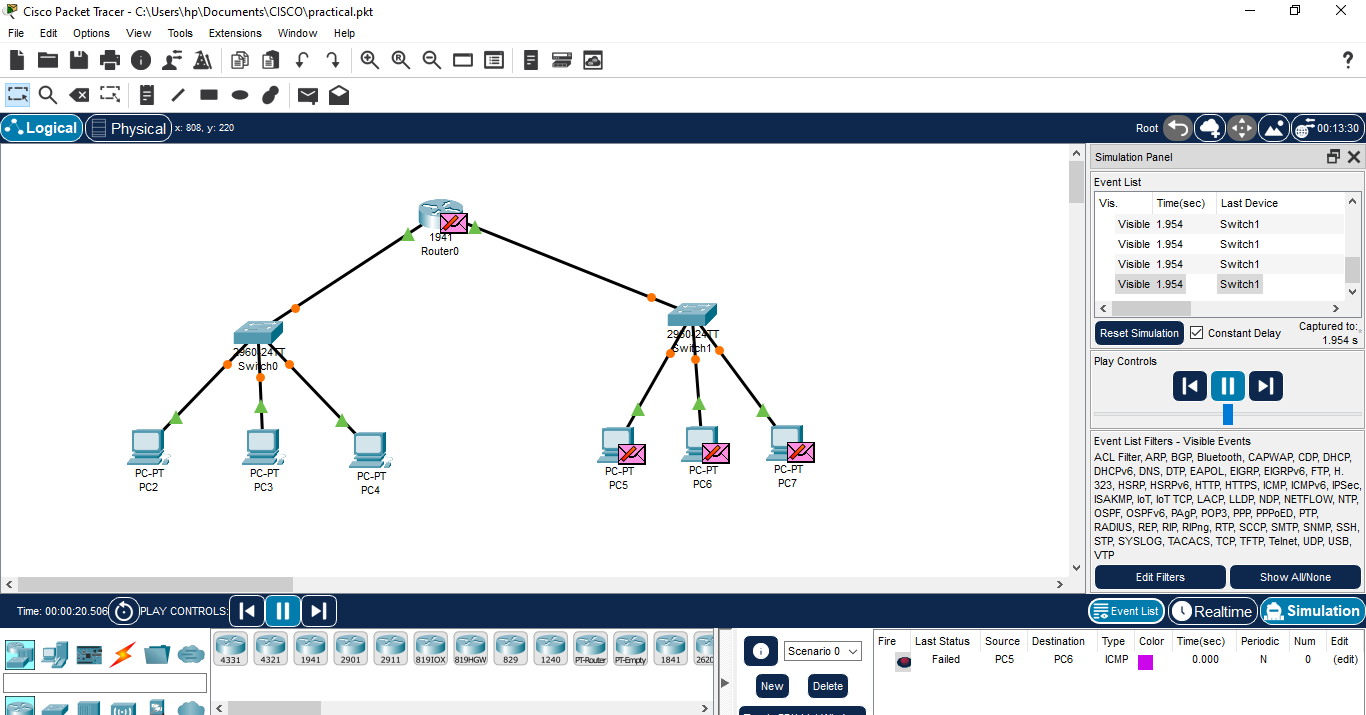 Cisco Packet Tracer - C:\Users\hp\Documents\CISCO\practical.pkt
File Edit Options View Tools Extensions Window Help
Logical Physical x: 808, y: 220 Root 00:13:30
Simulation Panel
Event List
Vis. Time(sec) Last Device
Visible 1.954 Switch1
Visible 1.954 Switch1
Visible 1.954 Switch1
Visible 1.954 Switch1
Reset Simulation Constant Delay Captured to:
1.954 s
Play Controls
Event List Filters - Visible Events
ACL Filter, ARP, BGP, Bluetooth, CAPWAP, CDP, DHCP,
DHCPv6, DNS, DTP, EAPOL, EIGRP, EIGRPv6, FTP, H.
323, HSRP, HSRPv6, HTTP, HTTPS, ICMP, ICMPv6, IPSec,
ISAKMP, IoT, IoT TCP, LACP, LLDP, NDP, NETFLOW, NTP,
OSPF, OSPFv6, PAgP, POP3, PPP, PPPoED, PTP,
RADIUS, REP, RIP, RIPng, RTP, SCCP, SMTP, SNMP, SSH,
STP, SYSLOG, TACACS, TCP, TFTP, Telnet, UDP, USB,
VTP
Edit Filters Show All/None
1941
Router0
2960-24TT
Switch0
2960-24TT
Switch1
PC-PT
PC2
PC-PT
PC3
PC-PT
PC4
PC-PT
PC5
PC-PT
PC6
PC-PT
PC7
Time: 00:00:20.506 PLAY CONTROLS:
Event List Realtime Simulation
4331 4321 1941 2901 2911 819IOX 819HGW 829 1240 PT-Router PT-Empty 1841 2620
Scenario 0
New Delete
Fire Last Status Source Destination Type Color Time(sec) Periodic Num Edit
Failed PC5 PC6 ICMP 0.000 N 0 (edit)